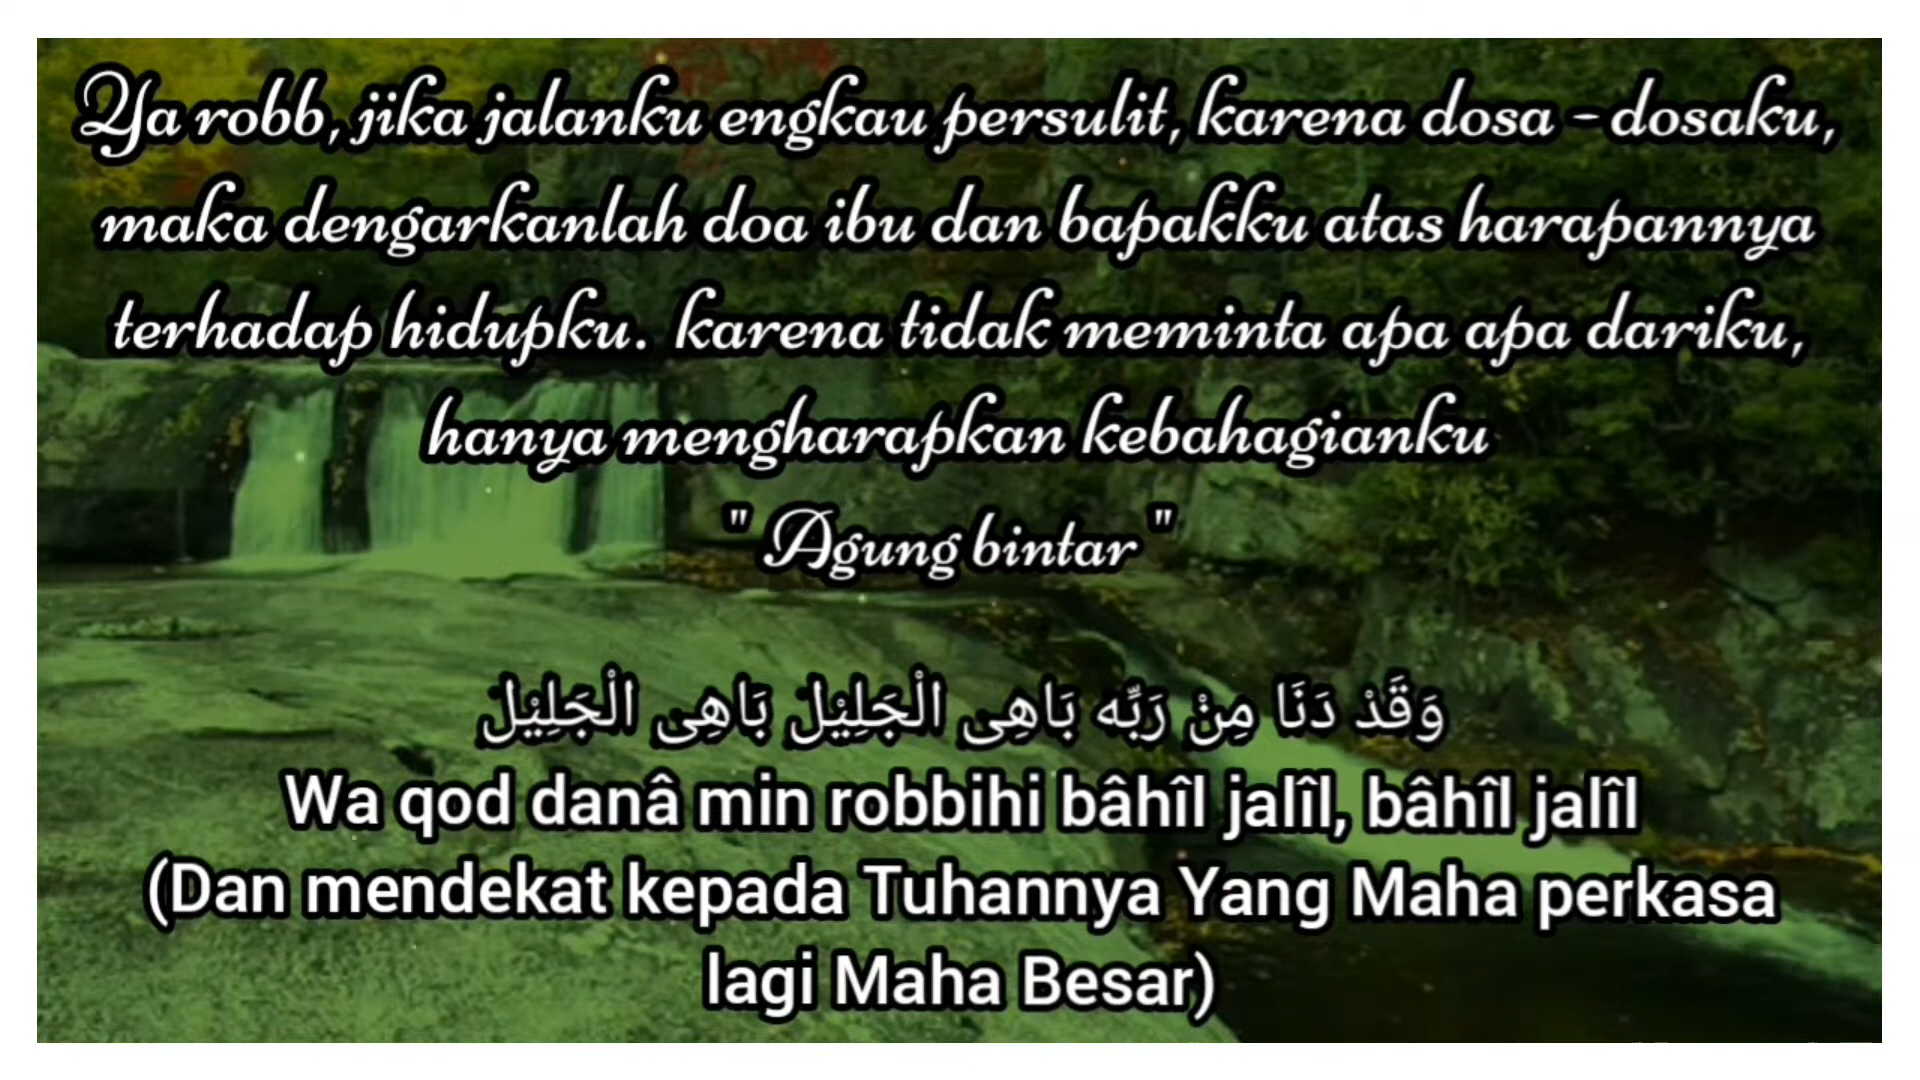 Ya robb, jika jalanku engkau persulit, karena dosa - dosaku,
maka dengarkanlah doa ibu dan bapakku atas harapannya
terhadap hidupku. karena tidak meminta apa apa dariku,
hanya mengharapkan kebahagianku
" Agung bintar "
وَقَدْ دَنَا مِنْ رَبِّه بَاهِى الْجَلِيْل بَاهِى الْجَلِيْل
Wa qod danâ min robbihi bâhîl jalîl, bâhîl jalîl
(Dan mendekat kepada Tuhannya Yang Maha perkasa
lagi Maha Besar)